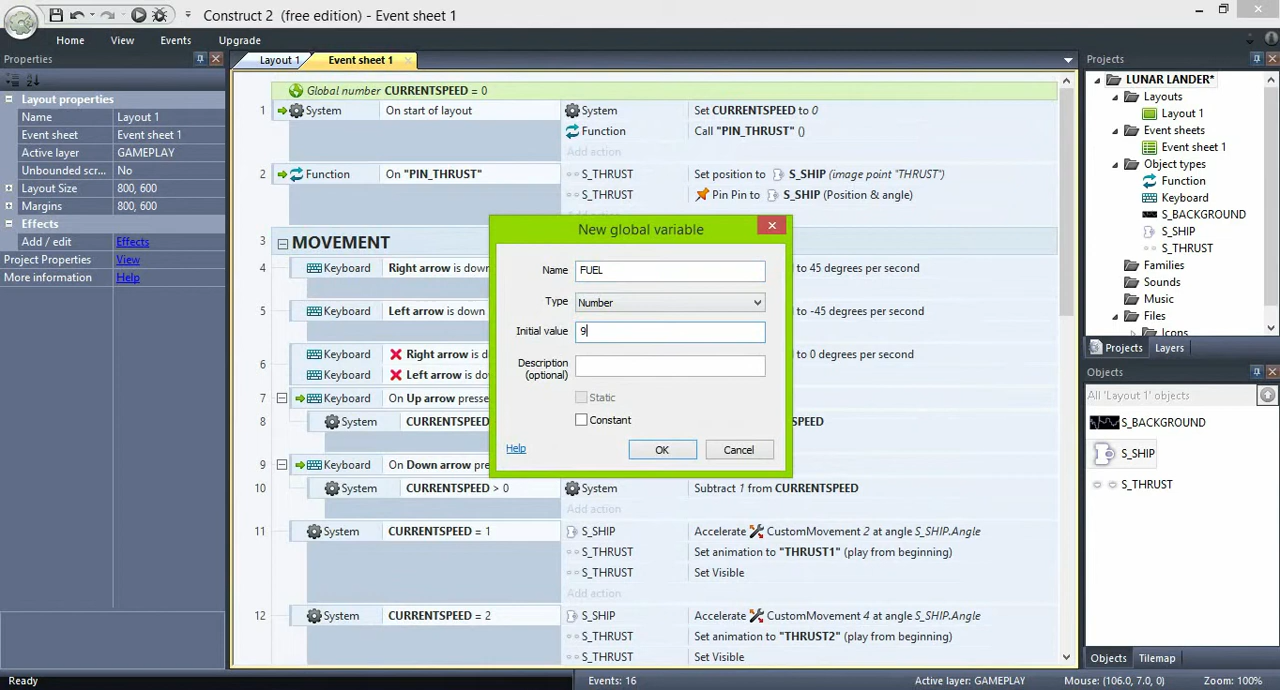 Construct 2 (free edition) - Event sheet 1
Home View Events Upgrade
Properties
Layout 1 Event sheet 1
Projects
Layout properties
Name Layout 1
Event sheet Event sheet 1
Active layer GAMEPLAY
Unbounded scr... No
Layout Size 800, 600
Margins 800, 600
Effects
Add / edit Effects
Project Properties View
More information Help
Global number CURRENTSPEED = 0
1 System On start of layout System Set CURRENTSPEED to 0
Function Call "PIN_THRUST" ()
Add action
2 Function On "PIN_THRUST" S_THRUST Set position to S_SHIP (image point "THRUST")
S_THRUST Pin Pin to S_SHIP (Position & angle)
3 MOVEMENT
4 Keyboard Right arrow is down to 45 degrees per second
5 Keyboard Left arrow is down to -45 degrees per second
6 Keyboard Right arrow is d to 0 degrees per second
Keyboard Left arrow is do
7 Keyboard On Up arrow presse
8 System CURRENTSPEED SPEED
9 Keyboard On Down arrow pre
10 System CURRENTSPEED > 0 System Subtract 1 from CURRENTSPEED
Add action
11 System CURRENTSPEED = 1 S_SHIP Accelerate CustomMovement 2 at angle S_SHIP.Angle
S_THRUST Set animation to "THRUST1" (play from beginning)
S_THRUST Set Visible
Add action
12 System CURRENTSPEED = 2 S_SHIP Accelerate CustomMovement 4 at angle S_SHIP.Angle
S_THRUST Set animation to "THRUST2" (play from beginning)
S_THRUST Set Visible
New global variable
Name FUEL
Type Number
Initial value 9
Description
(optional)
Static
Constant
Help OK Cancel
LUNAR LANDER*
Layouts
Layout 1
Event sheets
Event sheet 1
Object types
Function
Keyboard
S_BACKGROUND
S_SHIP
S_THRUST
Families
Sounds
Music
Files
Icons
Projects Layers
Objects
All 'Layout 1' objects
S_BACKGROUND
S_SHIP
S_THRUST
Objects Tilemap
Ready Events: 16 Active layer: GAMEPLAY Mouse: (106.0, 7.0, 0) Zoom: 100%